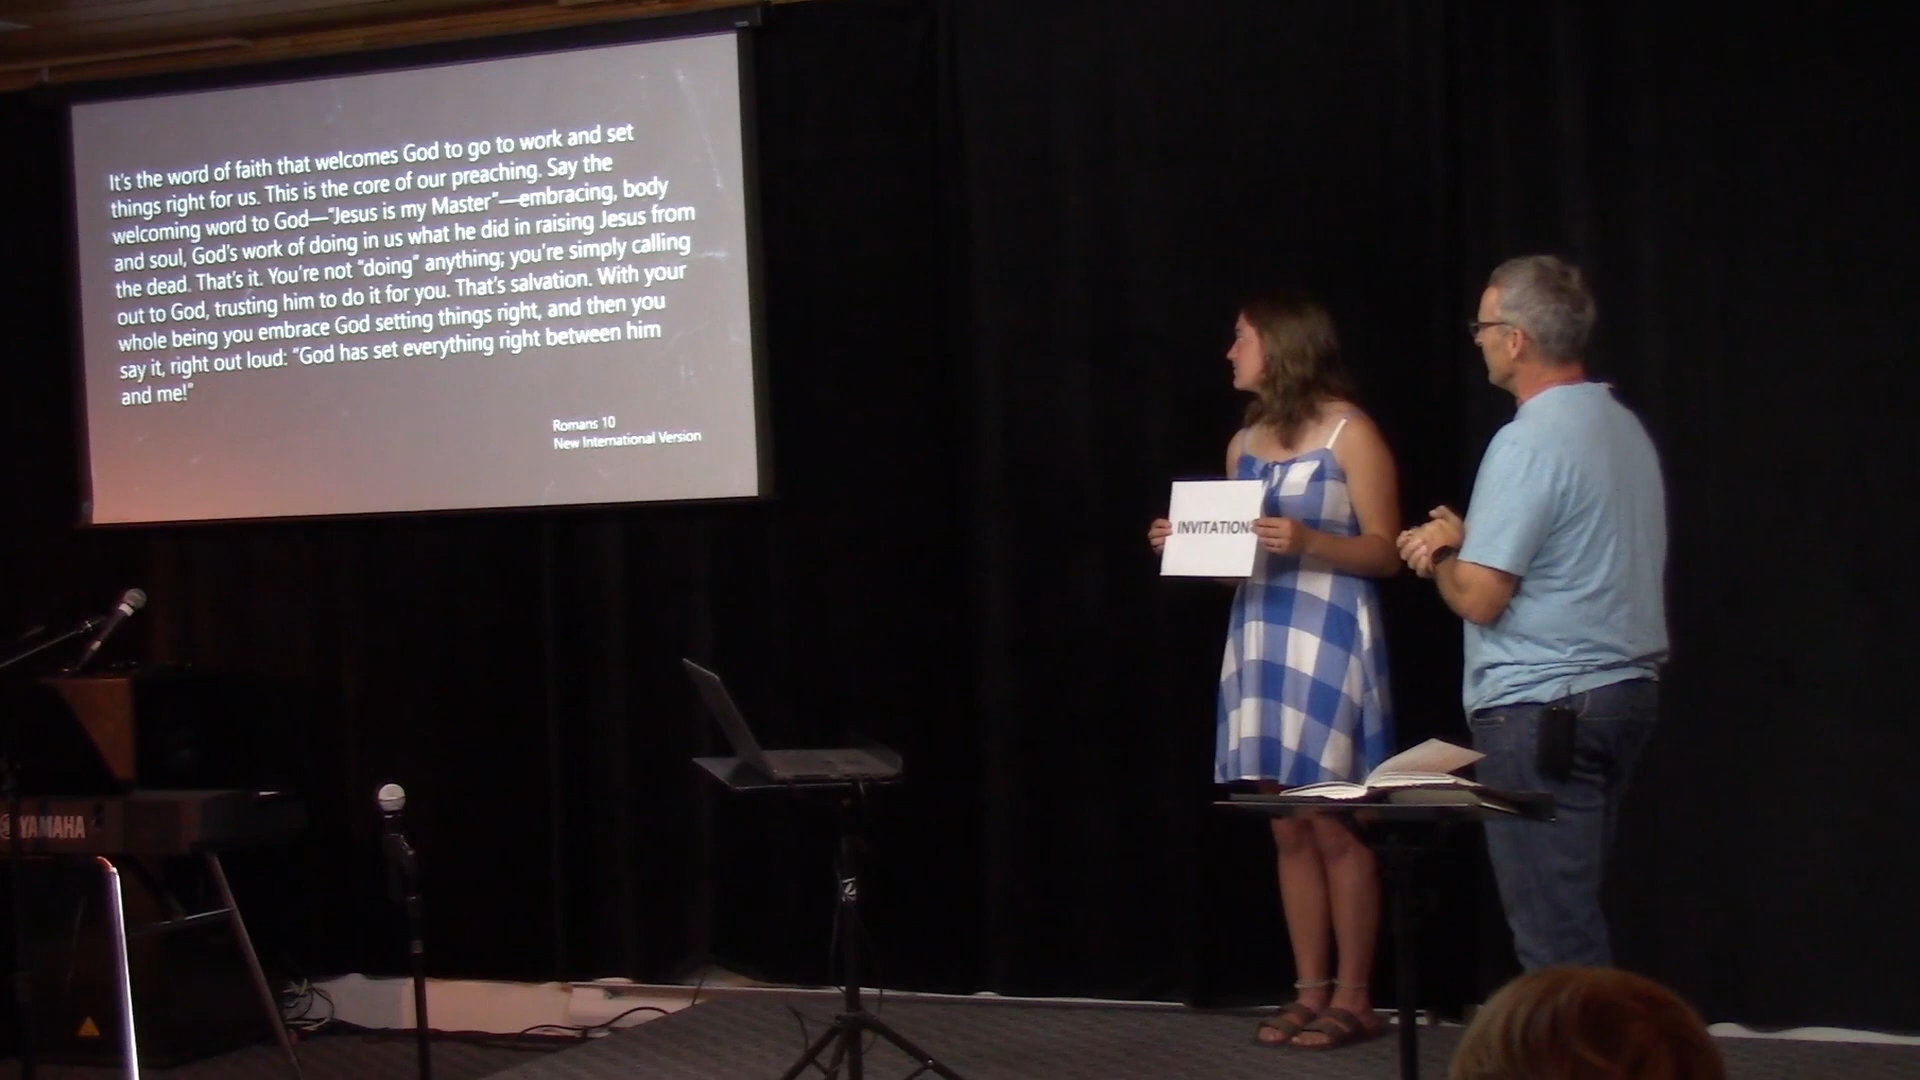 It's the word of faith that welcomes God to go to work and set
things right for us. This is the core of our preaching. Say the
welcoming word to God—"Jesus is my Master"—embracing, body
and soul, God's work of doing in us what he did in raising Jesus from
the dead. That's it. You're not "doing" anything; you're simply calling
out to God, trusting him to do it for you. That's salvation. With your
whole being you embrace God setting things right, and then you
say it, right out loud: "God has set everything right between him
and me!"
Romans 10
New International Version
INVITATION
YAMAHA